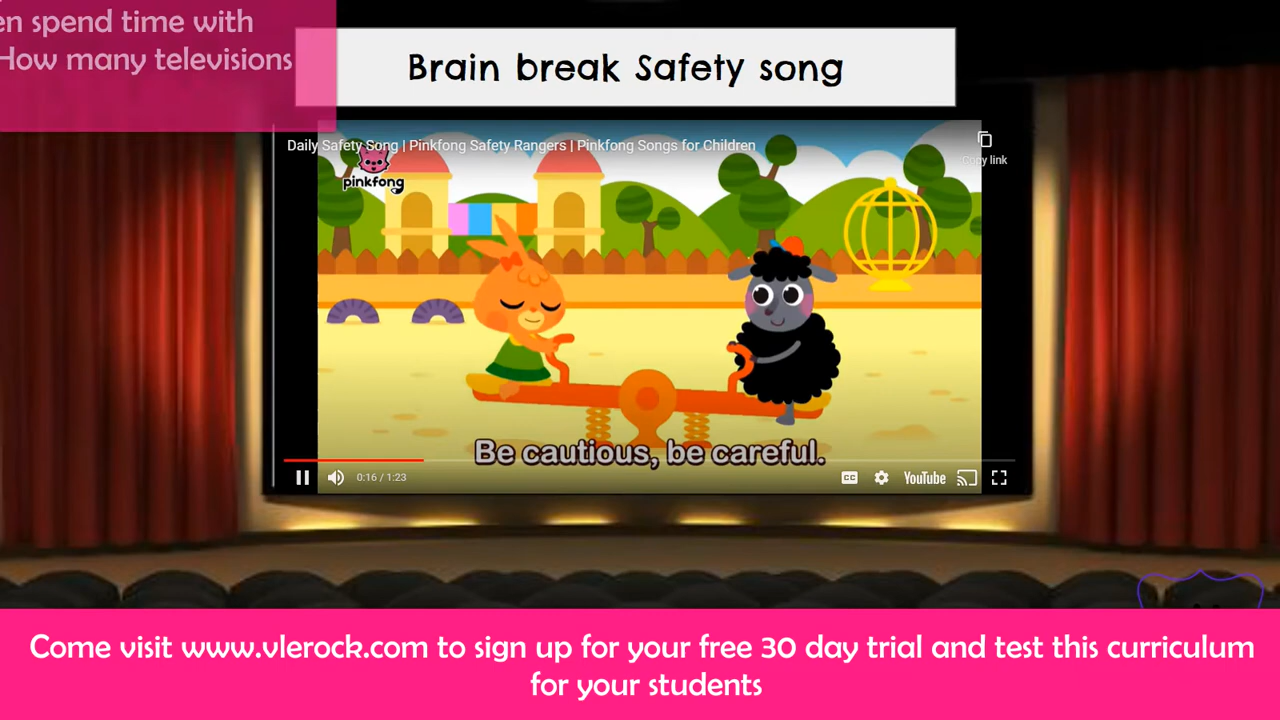 en spend time with
How many televisions
Brain break Safety song
Daily Safety Song | Pinkfong Safety Rangers | Pinkfong Songs for Children
Copy link
pinkfong
Be cautious, be careful.
0:16 / 1:23
CC
YouTube
Come visit www.vlerock.com to sign up for your free 30 day trial and test this curriculum
for your students